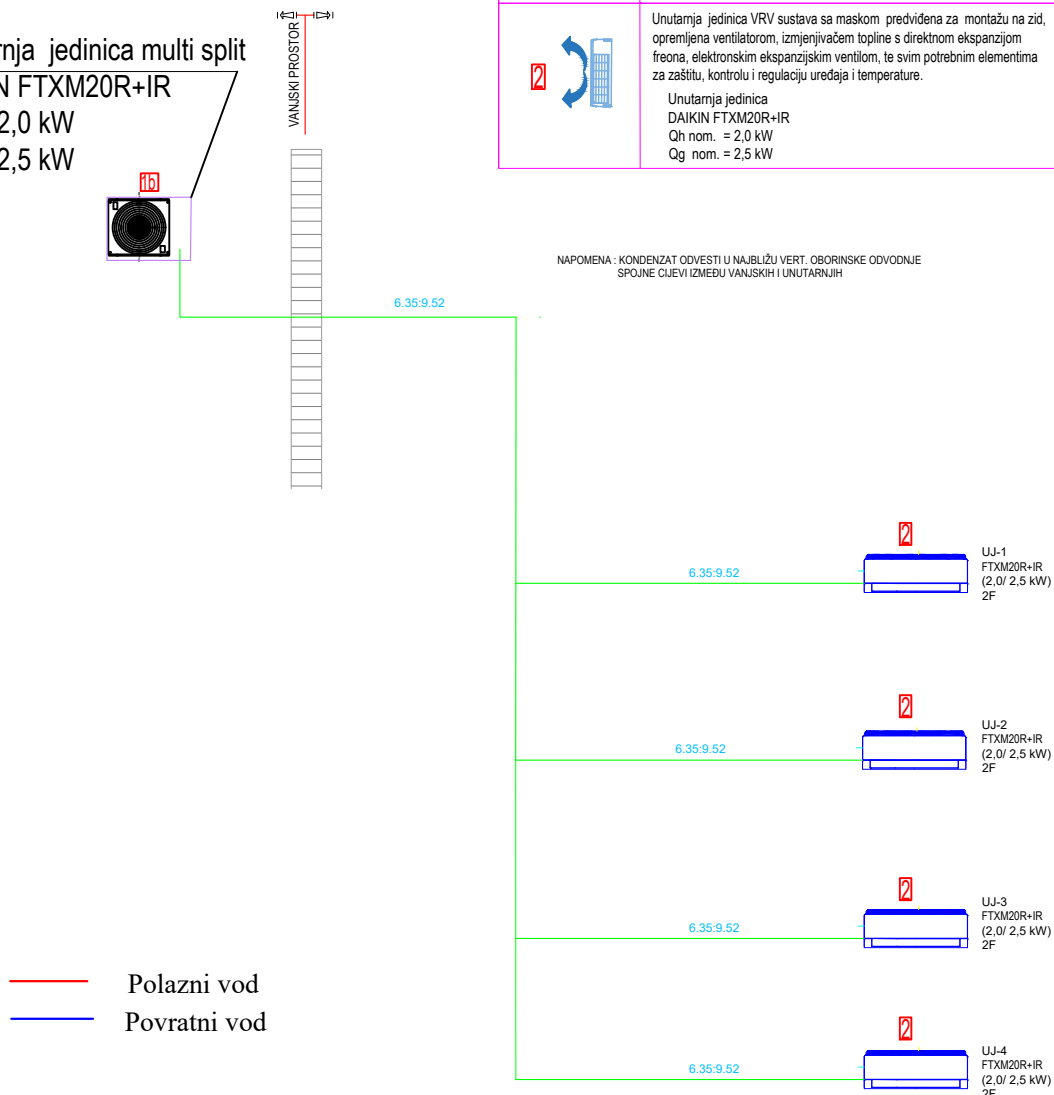 jedinica multi split
FTXM20R+IR
2,0 kW
2,5 kW
1b
VANJSKI PROSTOR
2
Unutarnja jedinica VRV sustava sa maskom predviđena za montažu na zid,
opremljena ventilatorom, izmjenjivačem topline s direktnom ekspanzijom
freona, elektronskim ekspanzijskim ventilom, te svim potrebnim elementima
za zaštitu, kontrolu i regulaciju uređaja i temperature.
Unutarnja jedinica
DAIKIN FTXM20R+IR
Qh nom. = 2,0 kW
Qg nom. = 2,5 kW
NAPOMENA : KONDENZAT ODVESTI U NAJBLIŽU VERT. OBORINSKE ODVODNJE
SPOJNE CIJEVI IZMEĐU VANJSKIH I UNUTARNJIH
6.35:9.52
2
6.35:9.52
UJ-1
FTXM20R+IR
(2,0/ 2,5 kW)
2F
2
6.35:9.52
UJ-2
FTXM20R+IR
(2,0/ 2,5 kW)
2F
2
6.35:9.52
UJ-3
FTXM20R+IR
(2,0/ 2,5 kW)
2F
Polazni vod
Povratni vod
2
6.35:9.52
UJ-4
FTXM20R+IR
(2,0/ 2,5 kW)
2F